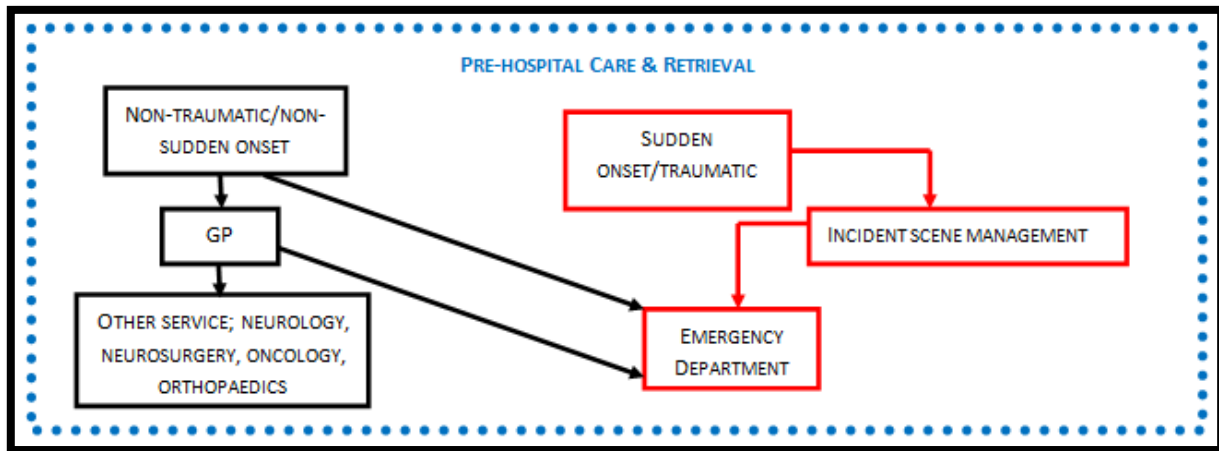 PRE-HOSPITAL CARE & RETRIEVAL
NON-TRAUMATIC/NON-
SUDDEN ONSET
GP
OTHER SERVICE; NEUROLOGY,
NEUROSURGERY, ONCOLOGY,
ORTHOPAEDICS
SUDDEN
ONSET/TRAUMATIC
INCIDENT SCENE MANAGEMENT
EMERGENCY
DEPARTMENT